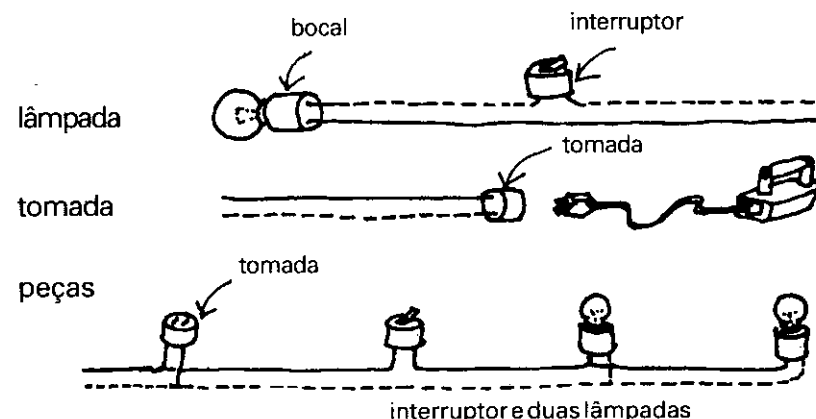 bocal
interruptor
lâmpada
tomada
tomada
tomada
peças
interruptor e duas lâmpadas